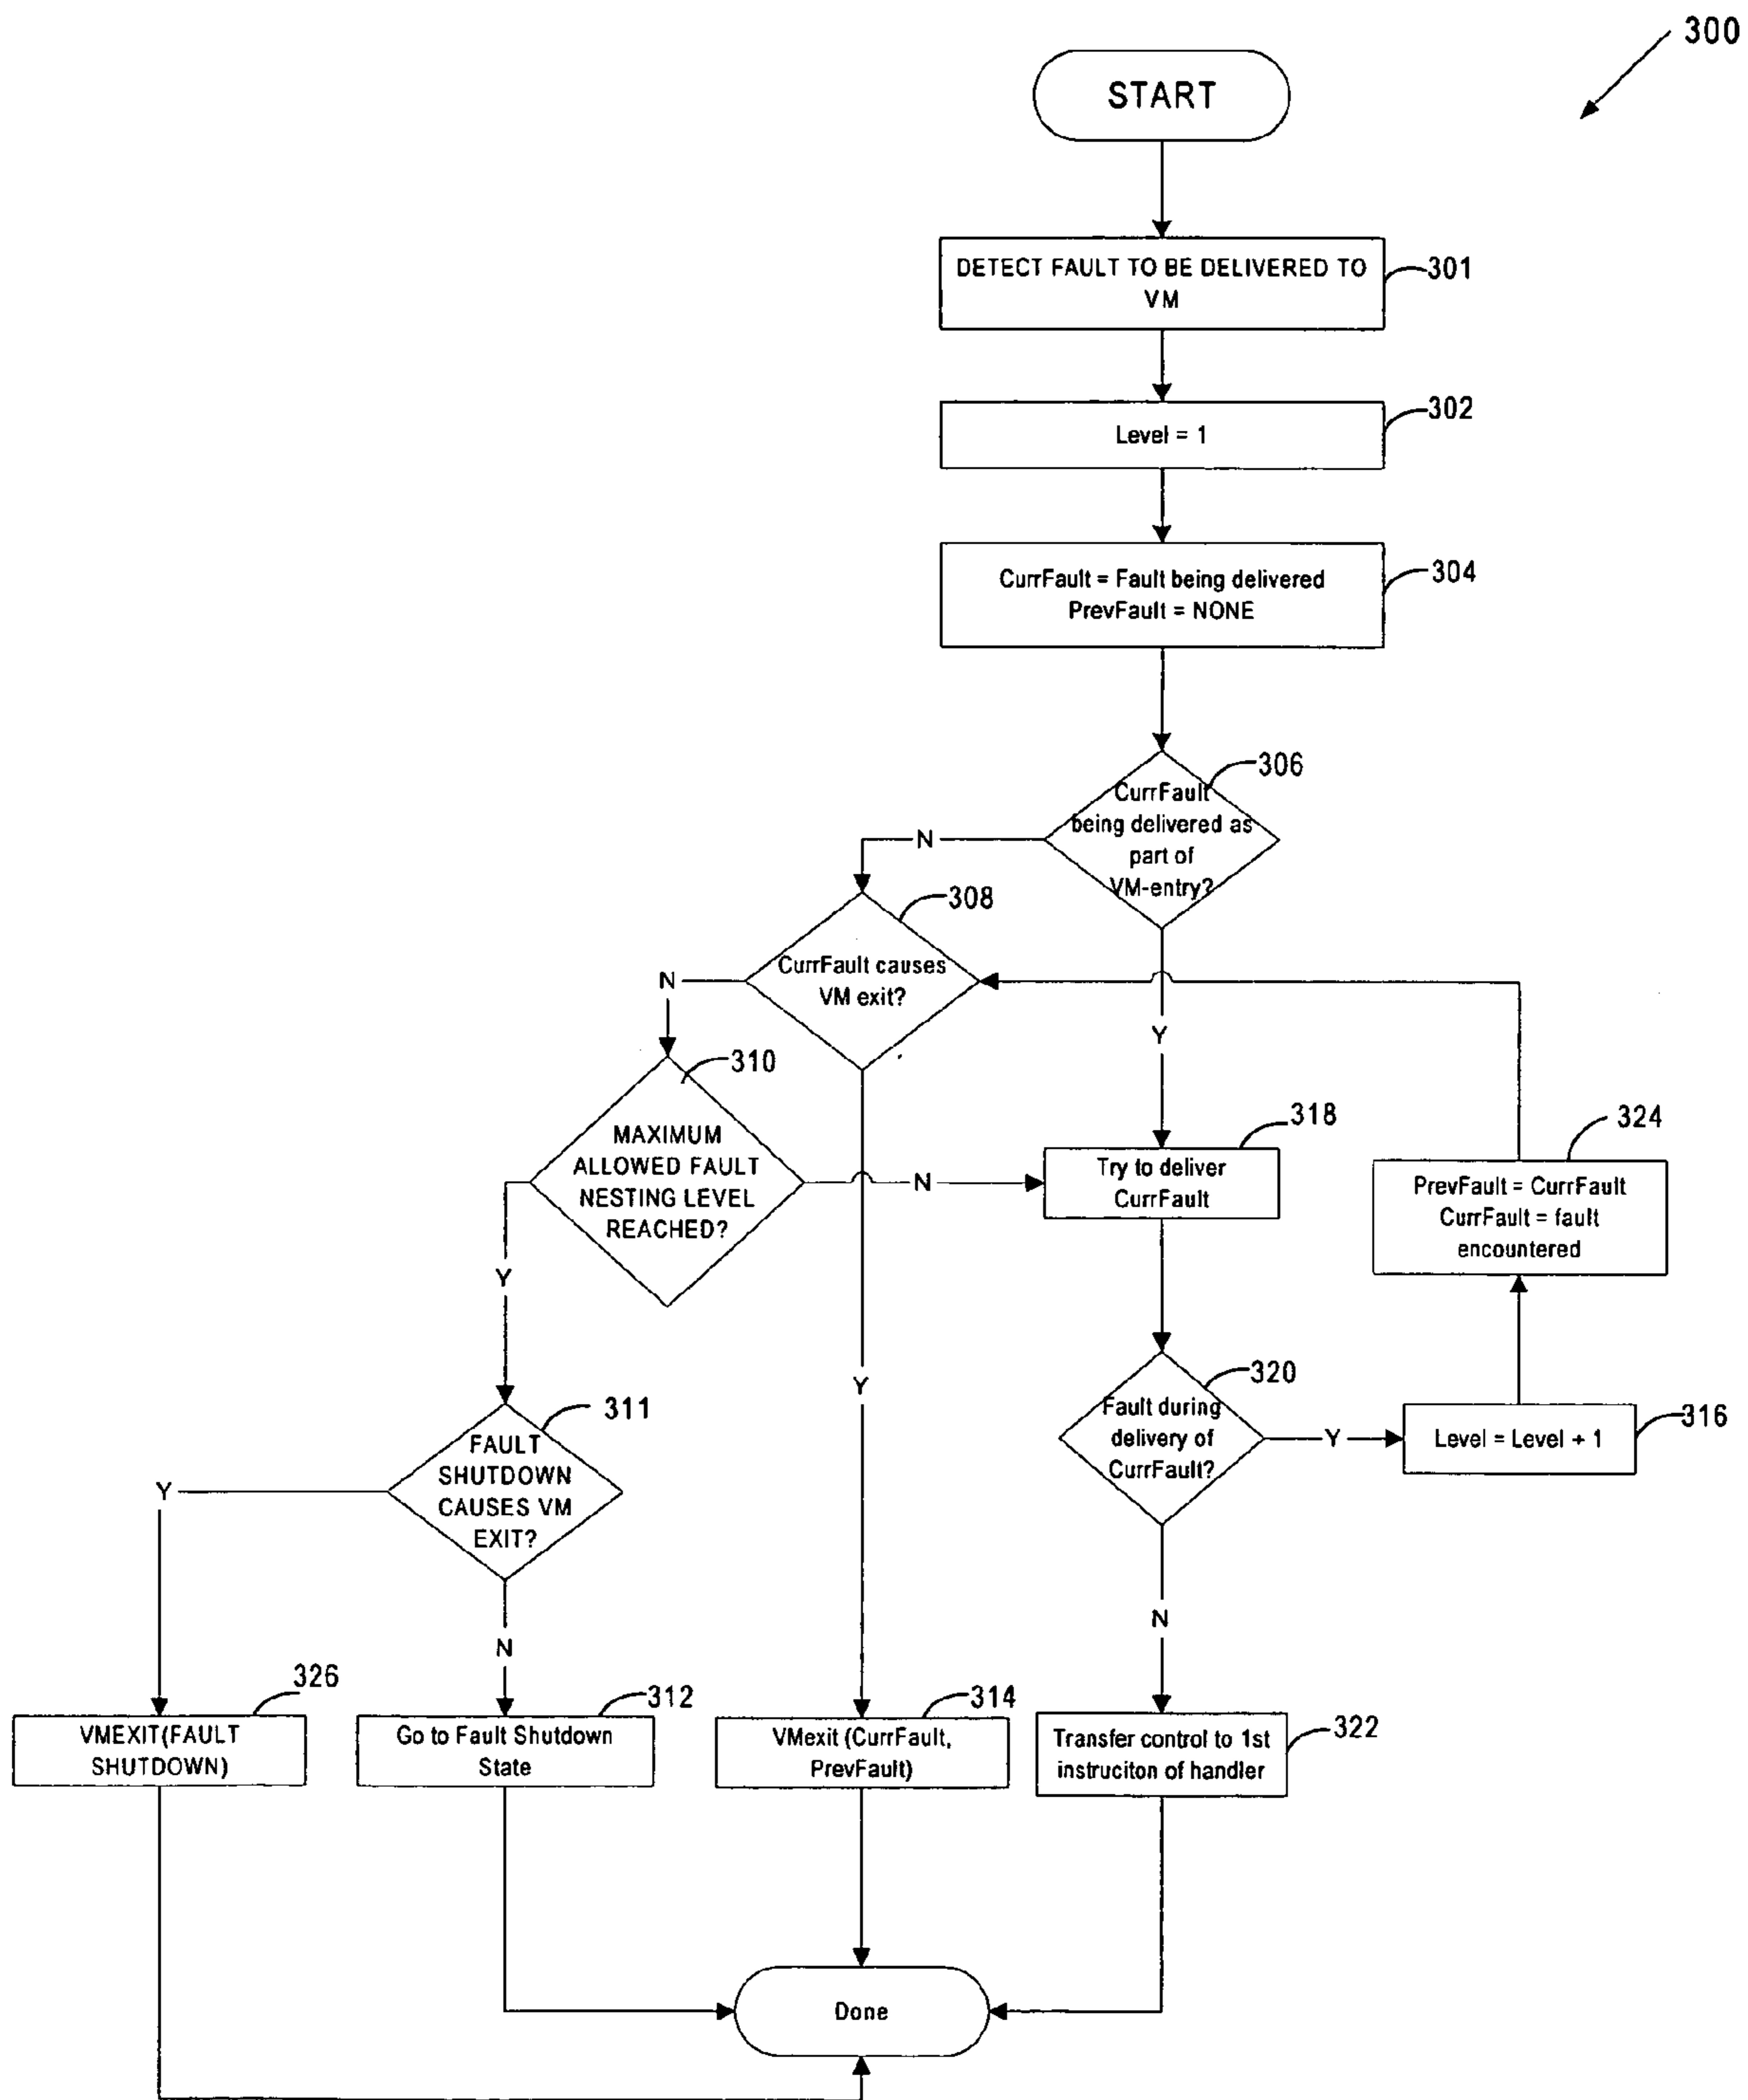 300
START
DETECT FAULT TO BE DELIVERED TO
VM
301
Level = 1
302
CurrFault = Fault being delivered
PrevFault = NONE
304
306
CurrFault
being delivered as
part of
VM-entry?
N
Y
308
CurrFault causes
VM exit?
N
Y
310
MAXIMUM
ALLOWED FAULT
NESTING LEVEL
REACHED?
N
Y
318
Try to deliver
CurrFault
324
PrevFault = CurrFault
CurrFault = fault
encountered
320
Fault during
delivery of
CurrFault?
Y
N
Level = Level + 1
316
311
FAULT
SHUTDOWN
CAUSES VM
EXIT?
Y
N
326
VMEXIT(FAULT
SHUTDOWN)
312
Go to Fault Shutdown
State
314
VMexit (CurrFault,
PrevFault)
322
Transfer control to 1st
instruciton of handler
Done